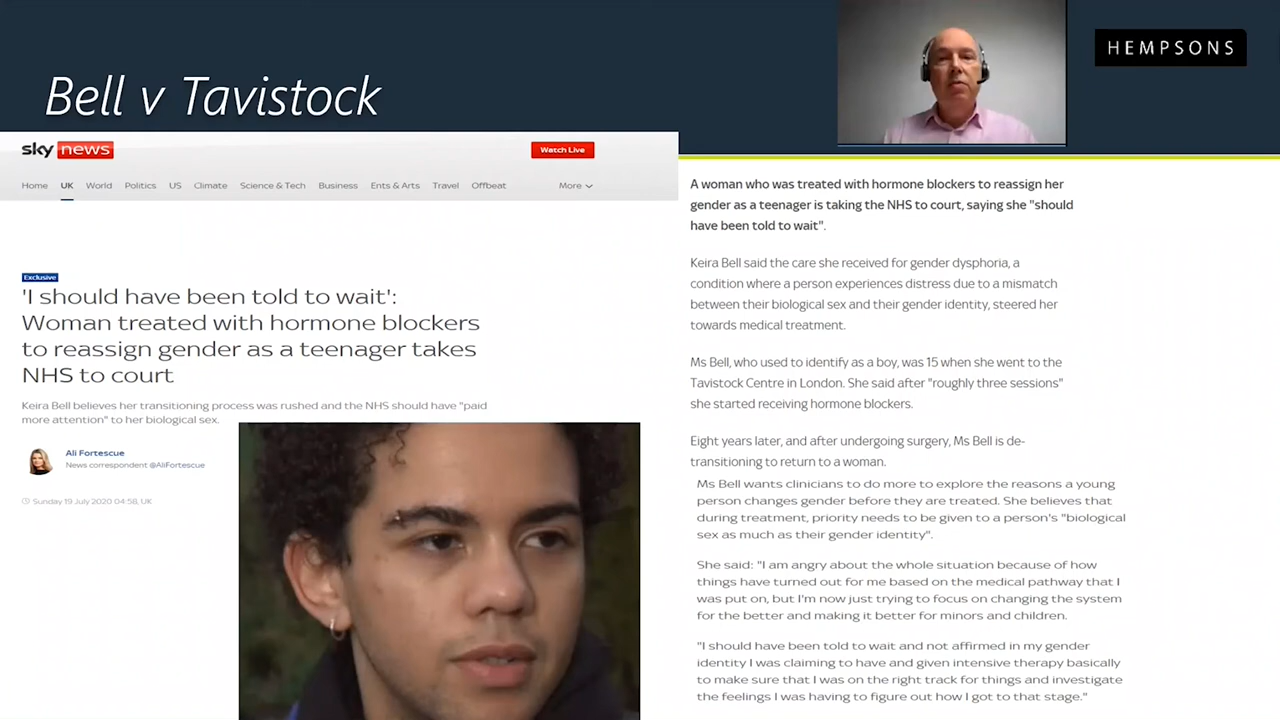 Bell v Tavistock
HEMPSONS
sky news
Watch Live
Home UK World Politics US Climate Science & Tech Business Ents & Arts Travel Offbeat More
Exclusive
'I should have been told to wait':
Woman treated with hormone blockers
to reassign gender as a teenager takes
NHS to court
Keira Bell believes her transitioning process was rushed and the NHS should have "paid
more attention" to her biological sex.
Ali Fortescue
News correspondent @AliFortescue
Sunday 19 July 2020 04:58, UK
A woman who was treated with hormone blockers to reassign her
gender as a teenager is taking the NHS to court, saying she "should
have been told to wait".
Keira Bell said the care she received for gender dysphoria, a
condition where a person experiences distress due to a mismatch
between their biological sex and their gender identity, steered her
towards medical treatment.
Ms Bell, who used to identify as a boy, was 15 when she went to the
Tavistock Centre in London. She said after "roughly three sessions"
she started receiving hormone blockers.
Eight years later, and after undergoing surgery, Ms Bell is de-
transitioning to return to a woman.
Ms Bell wants clinicians to do more to explore the reasons a young
person changes gender before they are treated. She believes that
during treatment, priority needs to be given to a person's "biological
sex as much as their gender identity".
She said: "I am angry about the whole situation because of how
things have turned out for me based on the medical pathway that I
was put on, but I'm now just trying to focus on changing the system
for the better and making it better for minors and children.
"I should have been told to wait and not affirmed in my gender
identity I was claiming to have and given intensive therapy basically
to make sure that I was on the right track for things and investigate
the feelings I was having to figure out how I got to that stage."